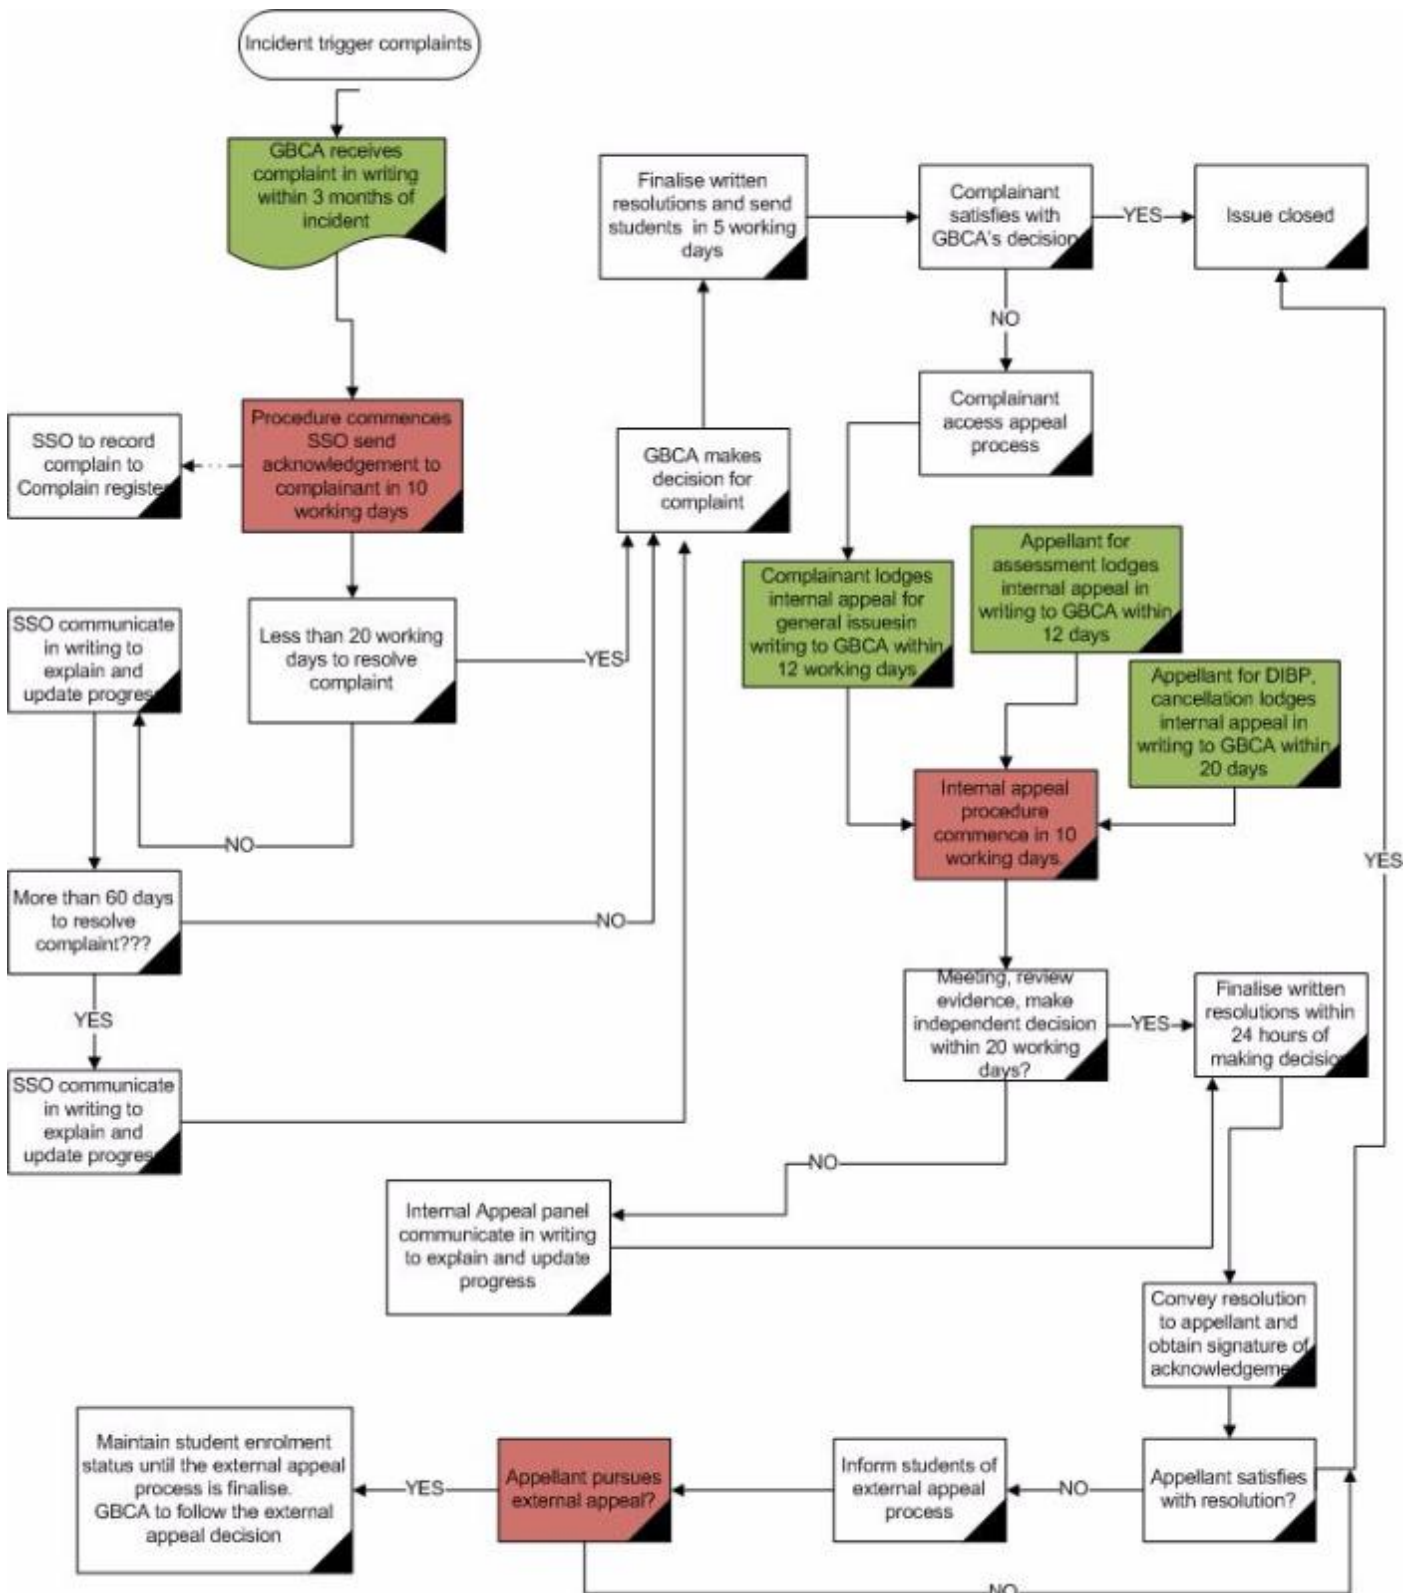 Incident trigger complaints
GBCA receives
complaint in writing
within 3 months of
incident
Finalise written
resolutions and send
students in 5 working
days
Complainant
satisfies with
GBCA's decision
YES
Issue closed
NO
Complainant
access appeal
process
SSO to record
complain to
Complain register
Procedure commences
SSO send
acknowledgement to
complainant in 10
working days
GBCA makes
decision for
complaint
Complainant lodges
internal appeal for
general issuesin
writing to GBCA within
12 working days
Appellant for
assessment lodges
internal appeal in
writing to GBCA within
12 days
Appellant for DIBP,
cancellation lodges
internal appeal in
writing to GBCA within
20 days
SSO communicate
in writing to
explain and
update progress
Less than 20 working
days to resolve
complaint
YES
NO
Internal appeal
procedure
commence in 10
working days.
YES
More than 60 days
to resolve
complaint???
NO
YES
SSO communicate
in writing to
explain and
update progres
Meeting, review
evidence, make
independent decision
within 20 working
days?
YES
Finalise written
resolutions within
24 hours of
making decision
NO
Internal Appeal panel
communicate in writing
to explain and update
progress
Convey resolution
to appellant and
obtain signature of
acknowledgeme
Maintain student enrolment
status until the external appeal
process is finalise.
GBCA to follow the external
appeal decision
YES
Appellant pursues
external appeal?
Inform students of
external appeal
process
NO
Appellant satisfies
with resolution?
NO